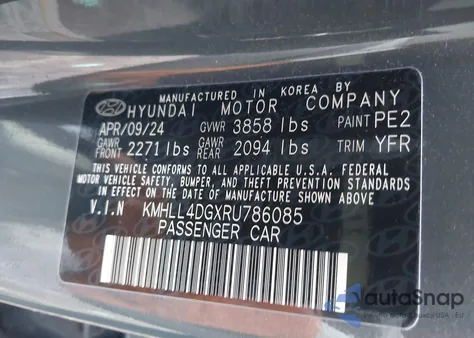 MANUFACTURED IN KOREA BY
HYUNDAI MOTOR COMPANY
APR/09/24 GVWR 3858 lbs PAINT PE2
GAWR FRONT 2271 lbs GAWR REAR 2094 lbs TRIM YFR
THIS VEHICLE CONFORMS TO ALL APPLICABLE U.S.A. FEDERAL
MOTOR VEHICLE SAFETY, BUMPER, AND THEFT PREVENTION STANDARDS
IN EFFECT ON THE DATE OF MANUFACTURE SHOWN ABOVE.
V.I.N KMHLL4DGXRU786085
PASSENGER CAR
AutaSnap